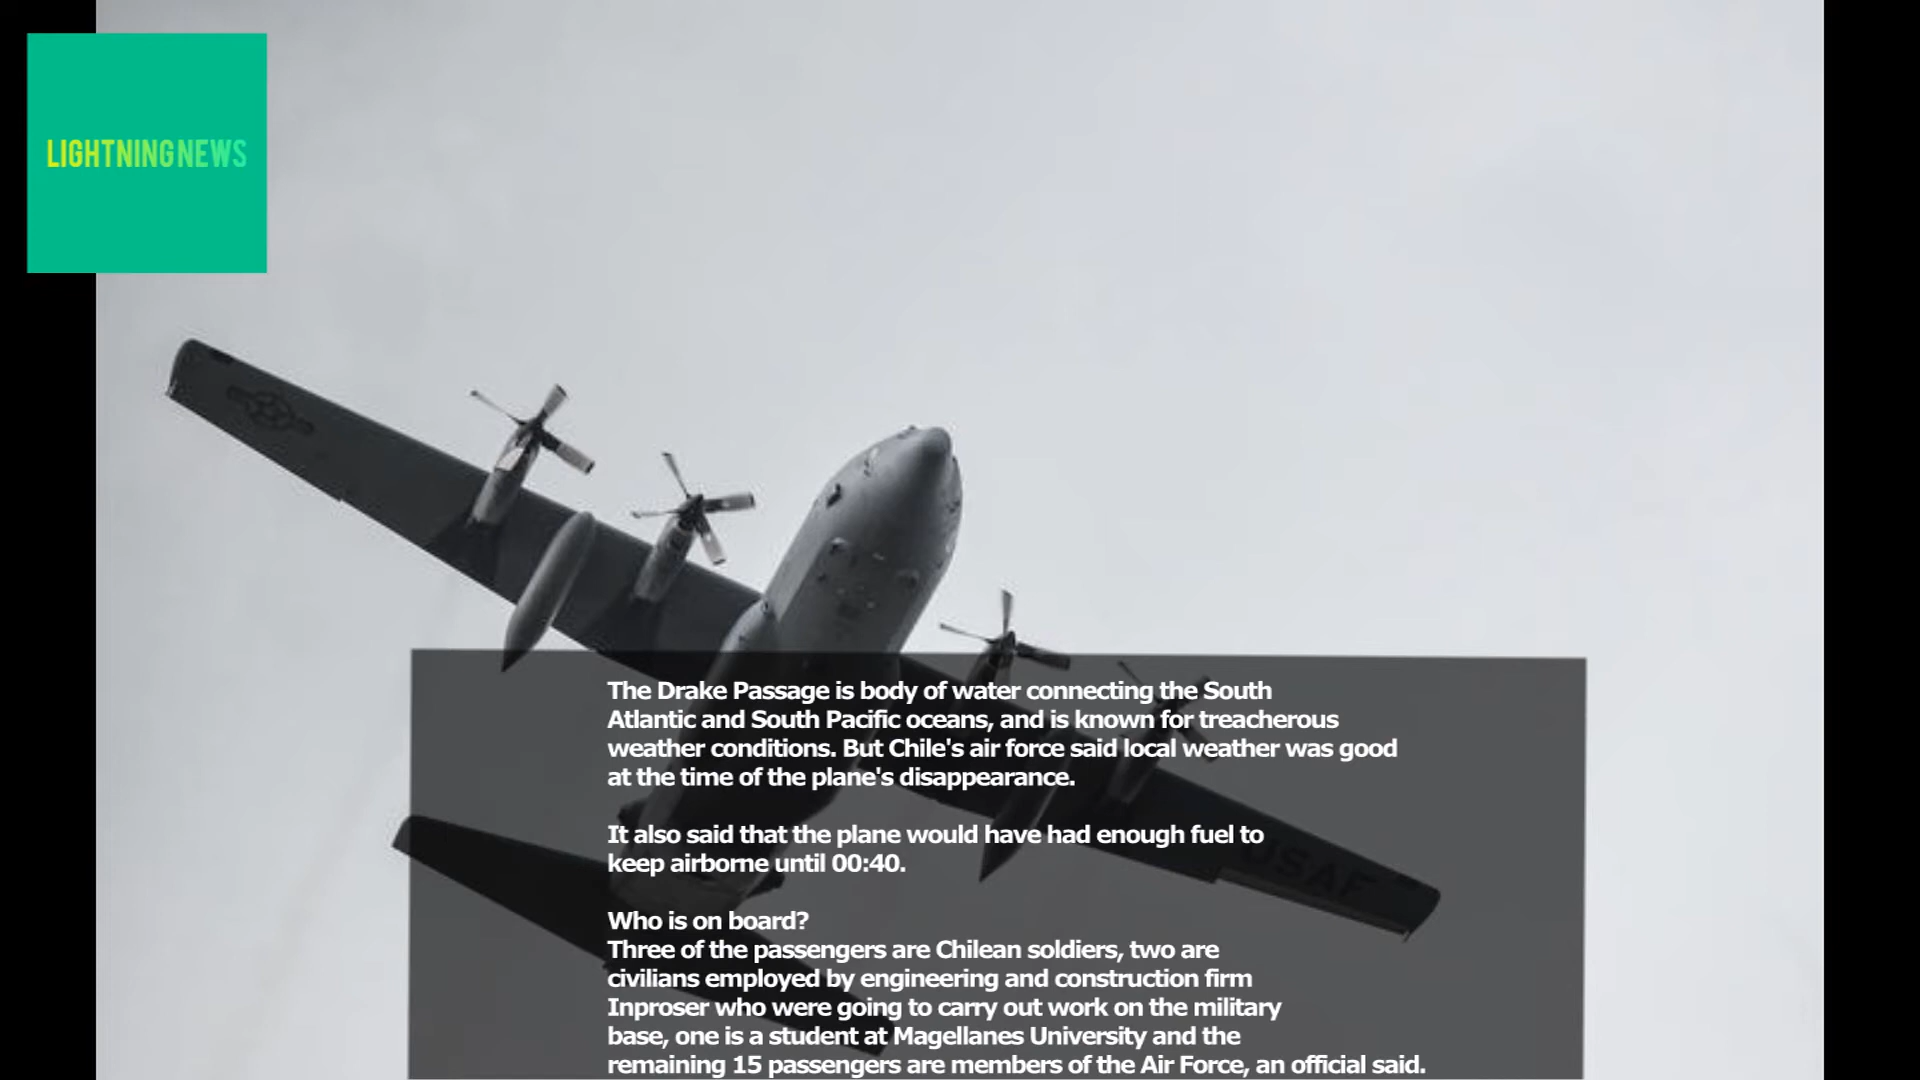 LIGHTNING NEWS
The Drake Passage is body of water connecting the South
Atlantic and South Pacific oceans, and is known for treacherous
weather conditions. But Chile's air force said local weather was good
at the time of the plane's disappearance.
It also said that the plane would have had enough fuel to
keep airborne until 00:40.
USAF
Who is on board?
Three of the passengers are Chilean soldiers, two are
civilians employed by engineering and construction firm
Inproser who were going to carry out work on the military
base, one is a student at Magellanes University and the
remaining 15 passengers are members of the Air Force, an official said.